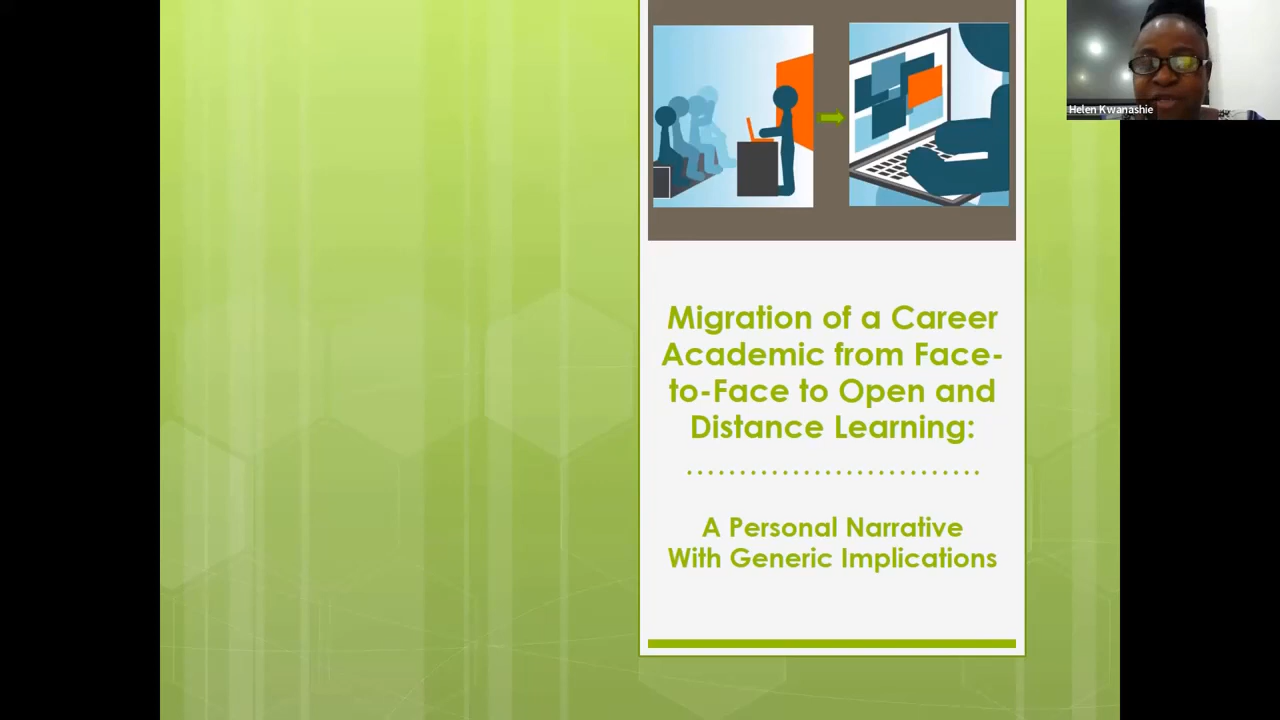 Helen Kwanashie
Migration of a Career
Academic from Face-
to-Face to Open and
Distance Learning:
............................
A Personal Narrative
With Generic Implications